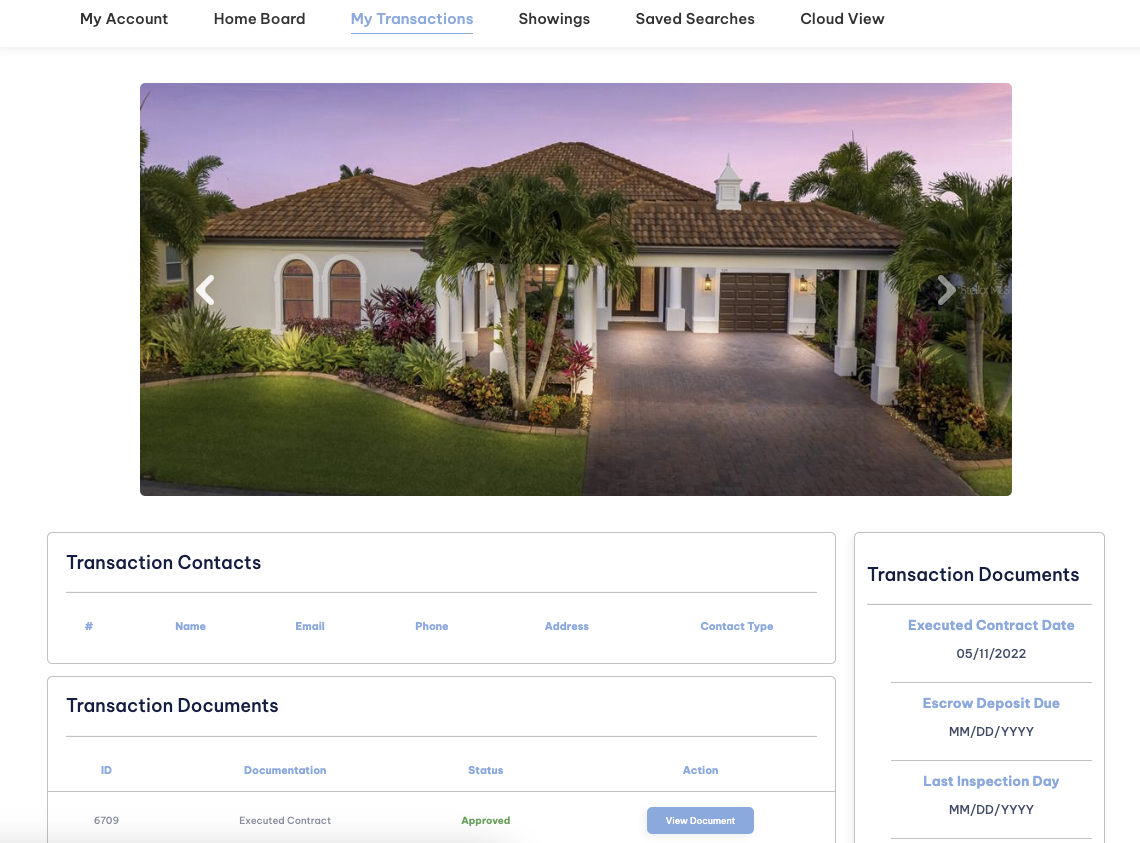 My Account Home Board My Transactions Showings Saved Searches Cloud View
Stellar MLS
Transaction Contacts
# Name Email Phone Address Contact Type
Transaction Documents
ID Documentation Status Action
6709 Executed Contract Approved View Document
Transaction Documents
Executed Contract Date
05/11/2022
Escrow Deposit Due
MM/DD/YYYY
Last Inspection Day
MM/DD/YYYY